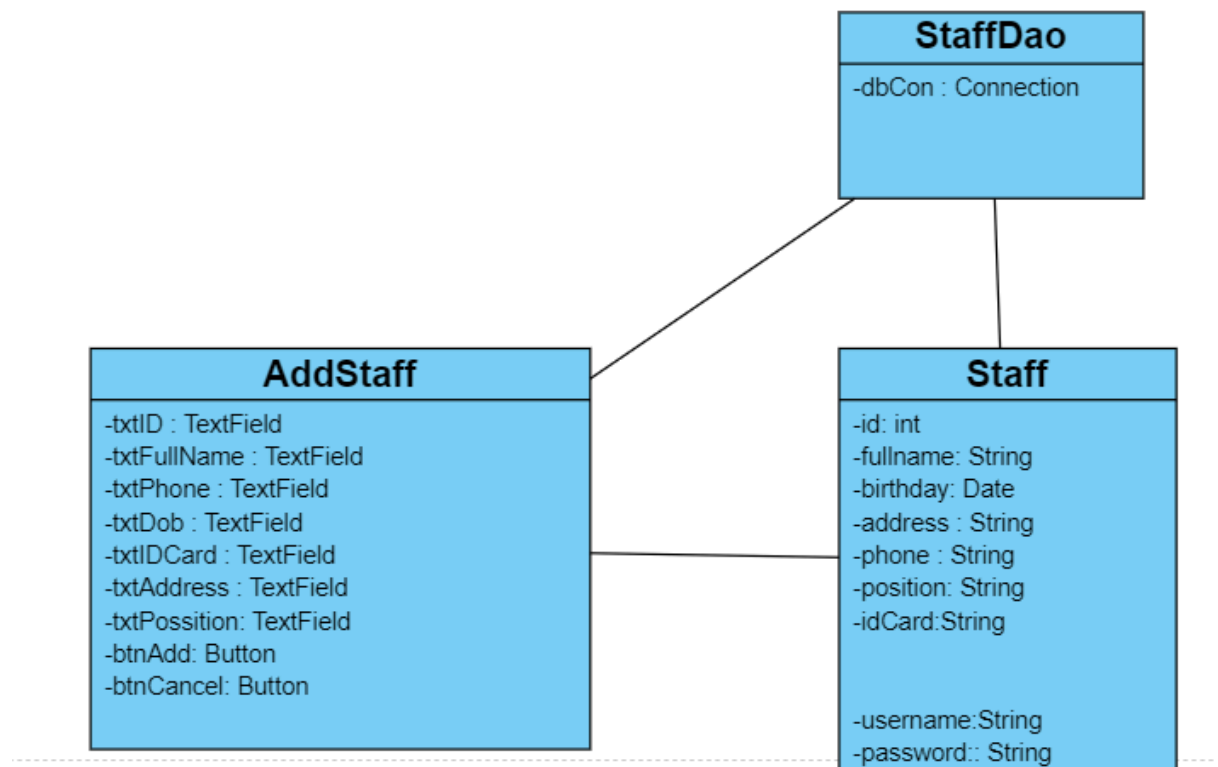 StaffDao
-dbCon : Connection
AddStaff
-txtID : TextField
-txtFullName : TextField
-txtPhone : TextField
-txtDob : TextField
-txtIDCard : TextField
-txtAddress : TextField
-txtPossition: TextField
-btnAdd: Button
-btnCancel: Button
Staff
-id: int
-fullname: String
-birthday: Date
-address : String
-phone : String
-position: String
-idCard:String
-username:String
-password:: String